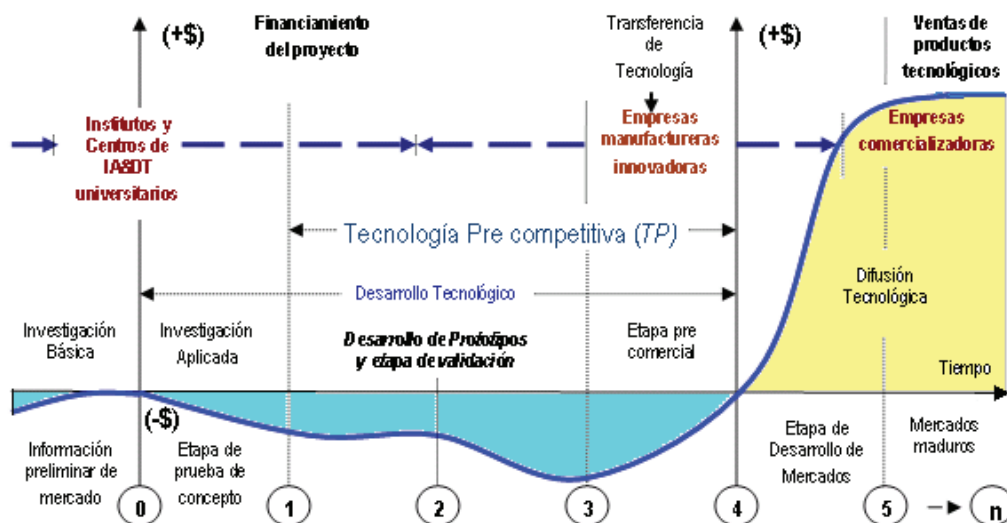 (+$)
Financiamiento
del proyecto
Transferencia
de
Tecnología
(+$)
Ventas de
productos
tecnológicos
Institutos y
Centros de
IA&DT
universitarios
Empresas
manufactureras
innovadoras
Empresas
comercializadoras
Tecnología Pre competitiva (TP)
Desarrollo Tecnológico
Difusión
Tecnológica
Investigación
Básica
Investigación
Aplicada
Desarrollo de Prototipos
y etapa de validación
Etapa pre
comercial
Tiempo
(-$)
Información
preliminar de
mercado
Etapa de
prueba de
concepto
Etapa de
Desarrollo de
Mercados
Mercados
maduros
0
1
2
3
4
5
n